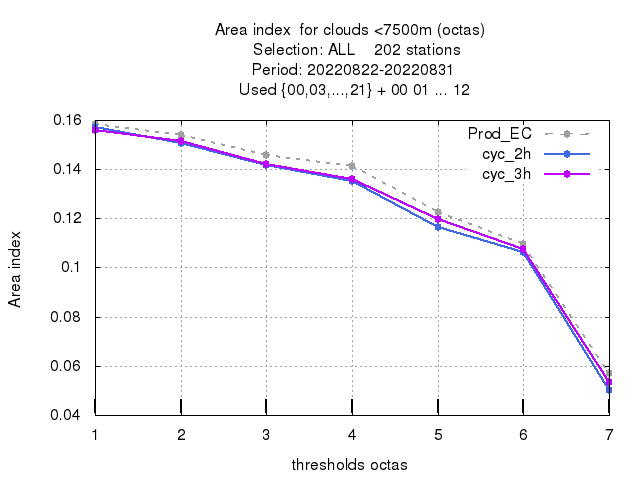 Area index  for clouds <7500m (octas)
Selection: ALL    202 stations
Period: 20220822-20220831
Used {00,03,...,21} + 00 01 ... 12
Prod_EC
cyc_2h
cyc_3h
0.16
0.14
0.12
0.1
0.08
0.06
0.04
Area index
1 2 3 4 5 6 7
thresholds octas